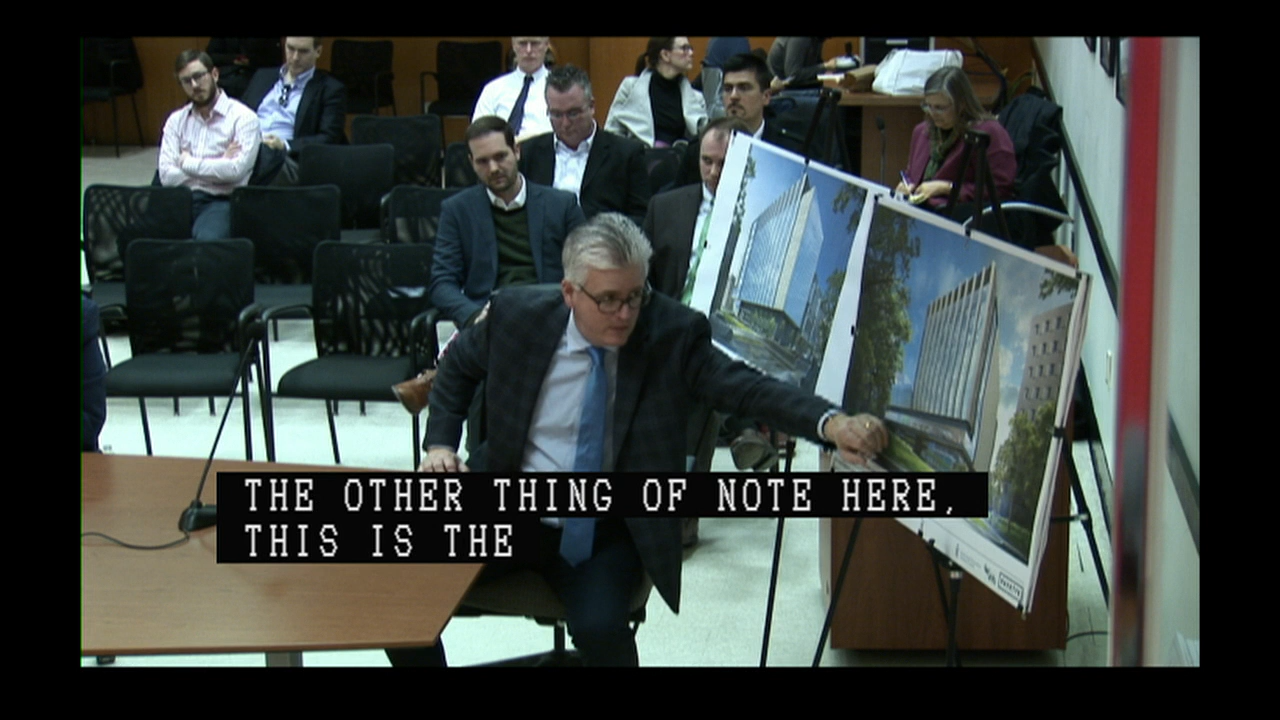 THE OTHER THING OF NOTE HERE,
THIS IS THE